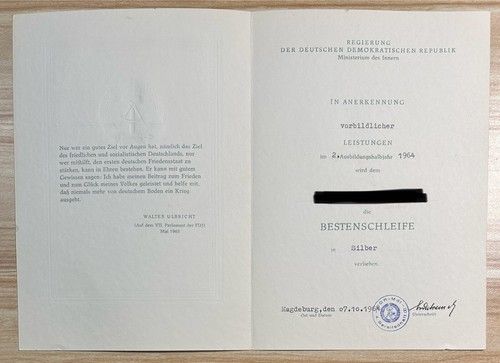 Nur wer ein gutes Ziel vor Augen hat, nämlich das Ziel
des friedlichen und sozialistischen Deutschlands, nur
wer mithilft, den ersten deutschen Friedensstaat zu
stärken, kann in Ehren bestehen. Er kann mit gutem
Gewissen sagen: Ich habe meinen Beitrag zum Frieden
und zum Glück meines Volkes geleistet und helfe mit,
daß niemals mehr von deutschem Boden ein Krieg
ausgeht.
WALTER ULBRICHT
(Auf dem VII. Parlament der FDJ)
Mai 1963
REGIERUNG
DER DEUTSCHEN DEMOKRATISCHEN REPUBLIK
Ministerium des Innern
IN ANERKENNUNG
vorbildlicher
LEISTUNGEN
im 2. Ausbildungshalbjahr 1964
wird dem
die
BESTENSCHLEIFE
in Silber
verliehen
Magdeburg, den 07.10.1964
Ort und Datum
Unterschrift